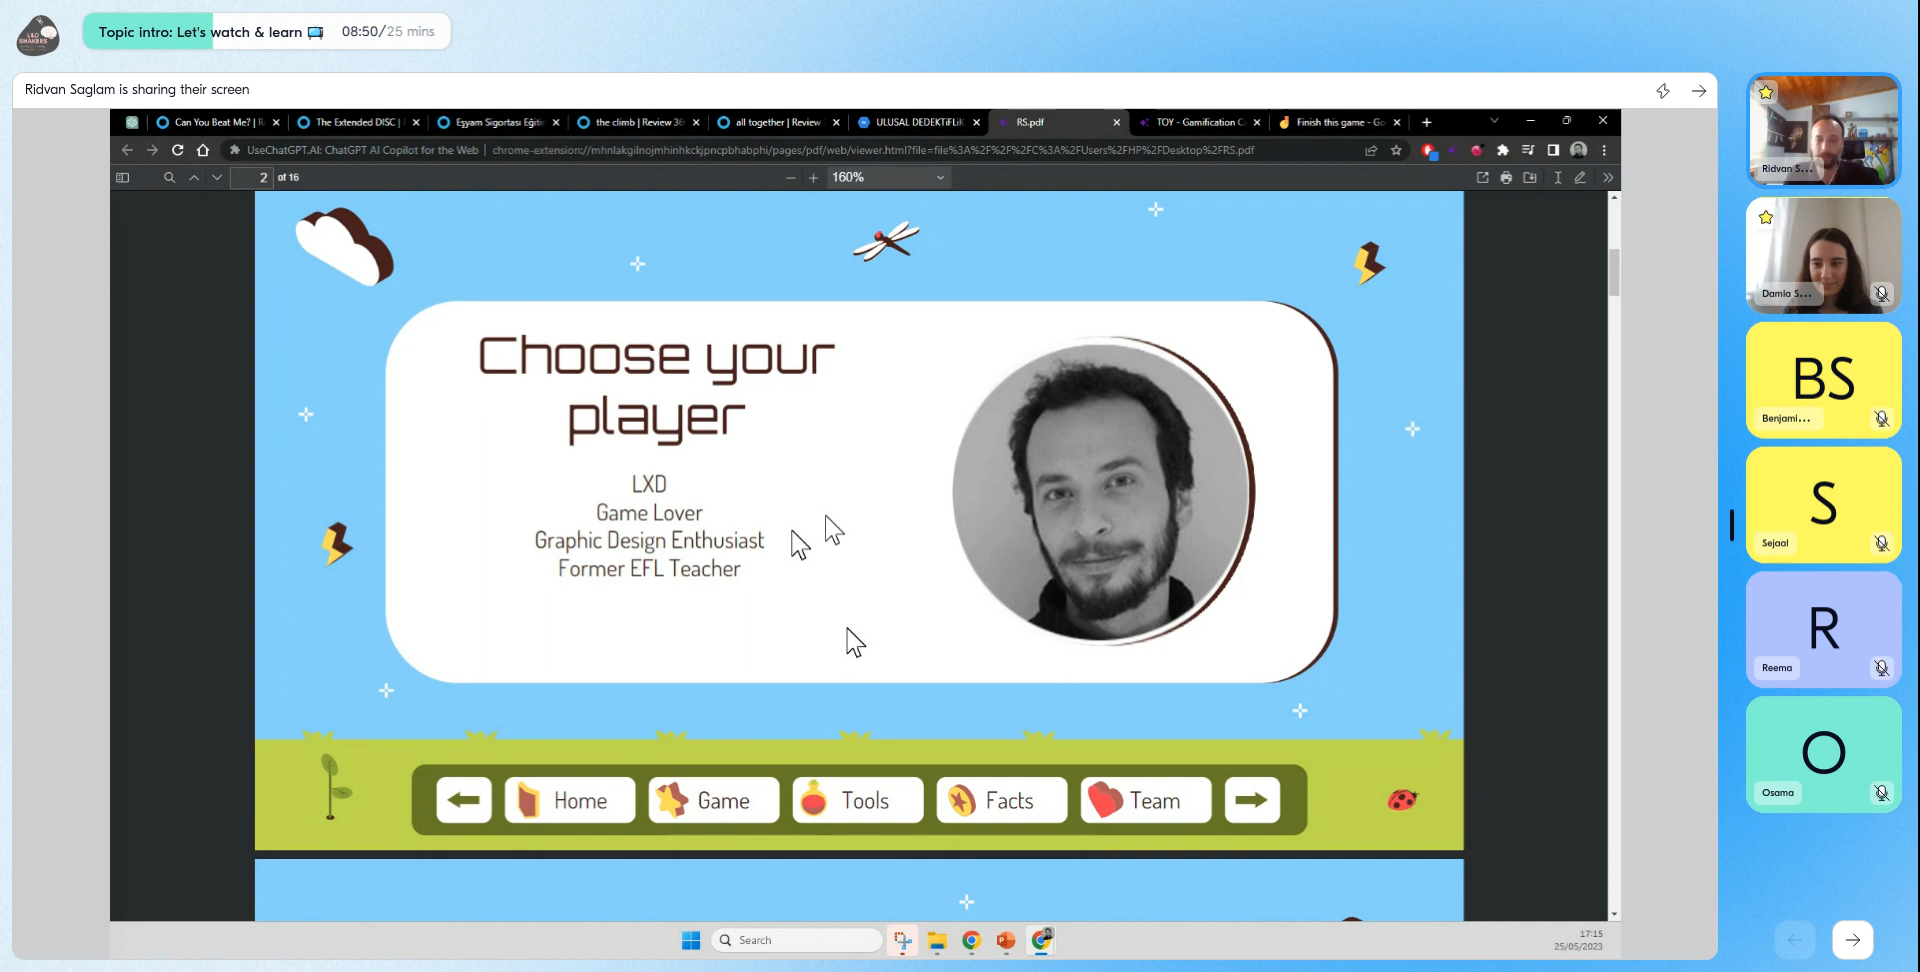 L&D
SHAKERS
Topic intro: Let's watch & learn
08:50/25 mins
Ridvan Saglam is sharing their screen
Can You Beat Me? | R
The Extended DISC |
Eşyam Sigortası Eğiti
the climb | Review 36
all together | Review
ULUSAL DEDEKTİFLİK
RS.pdf
TOY - Gamification C
Finish this game - Go
UseChatGPT.AI: ChatGPT AI Copilot for the Web | chrome-extension://mhnlakgilnojmhinhkckjpncpbhabphi/pages/pdf/web/viewer.html?file=file%3A%2F%2F%2FC%3A%2FUsers%2FHP%2FDesktop%2FRS.pdf
2 of 16
160%
Choose your
player
LXD
Game Lover
Graphic Design Enthusiast
Former EFL Teacher
Home
Game
Tools
Facts
Team
Search
17:15
25/05/2023
Ridvan S...
Damla S...
BS
Benjami...
S
Sejaal
R
Reema
O
Osama